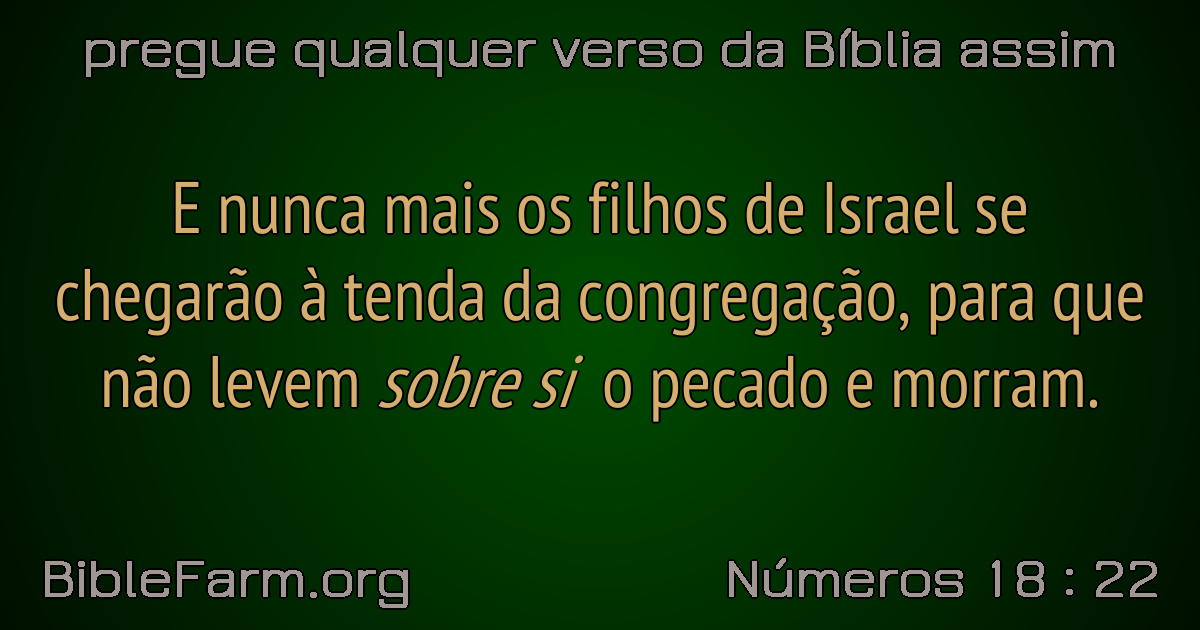 pregue qualquer verso da Bíblia assim
E nunca mais os filhos de Israel se
chegarão à tenda da congregação, para que
não levem sobre si o pecado e morram.
BibleFarm.org
Números 18 : 22